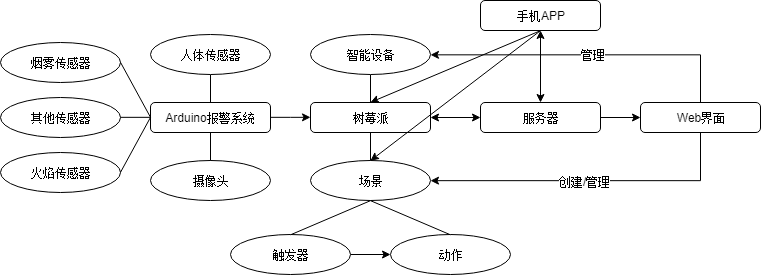 手机APP
人体传感器
智能设备
管理
烟雾传感器
其他传感器
Arduino报警系统
树莓派
服务器
Web界面
火焰传感器
摄像头
场景
创建/管理
触发器
动作